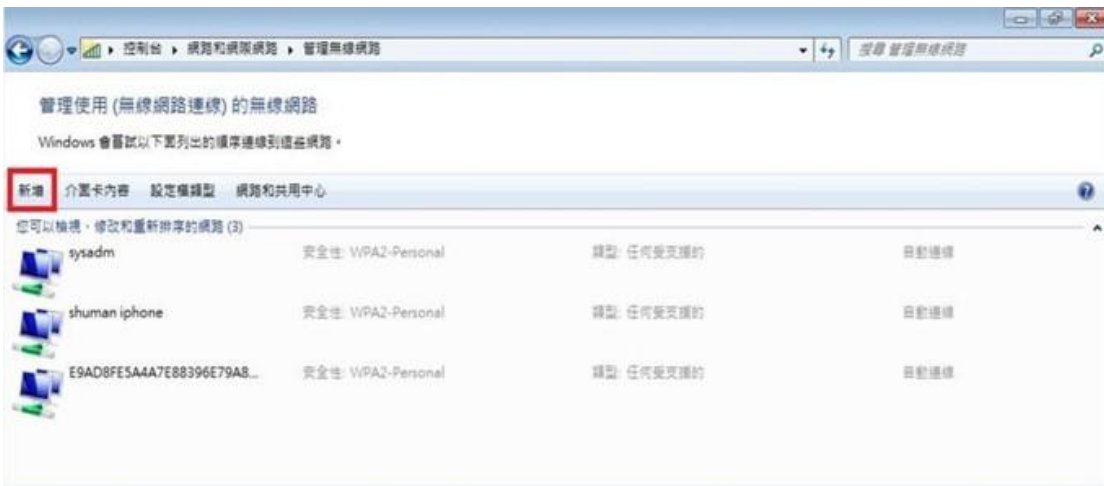 控制台 ▸ 網路和網際網路 ▸ 管理無線網路
搜尋 管理無線網路
管理使用 (無線網路連線) 的無線網路
Windows 會嘗試以下面列出的順序連線到這些網路。
新增 介面卡內容 設定檔類型 網路和共用中心
您可以檢視、修改和重新排序的網路 (3)
sysadm 安全性: WPA2-Personal 類型: 任何受支援的 自動連線
shuman iphone 安全性: WPA2-Personal 類型: 任何受支援的 自動連線
E9AD8FE5A4A7E88396E79A8... 安全性: WPA2-Personal 類型: 任何受支援的 自動連線